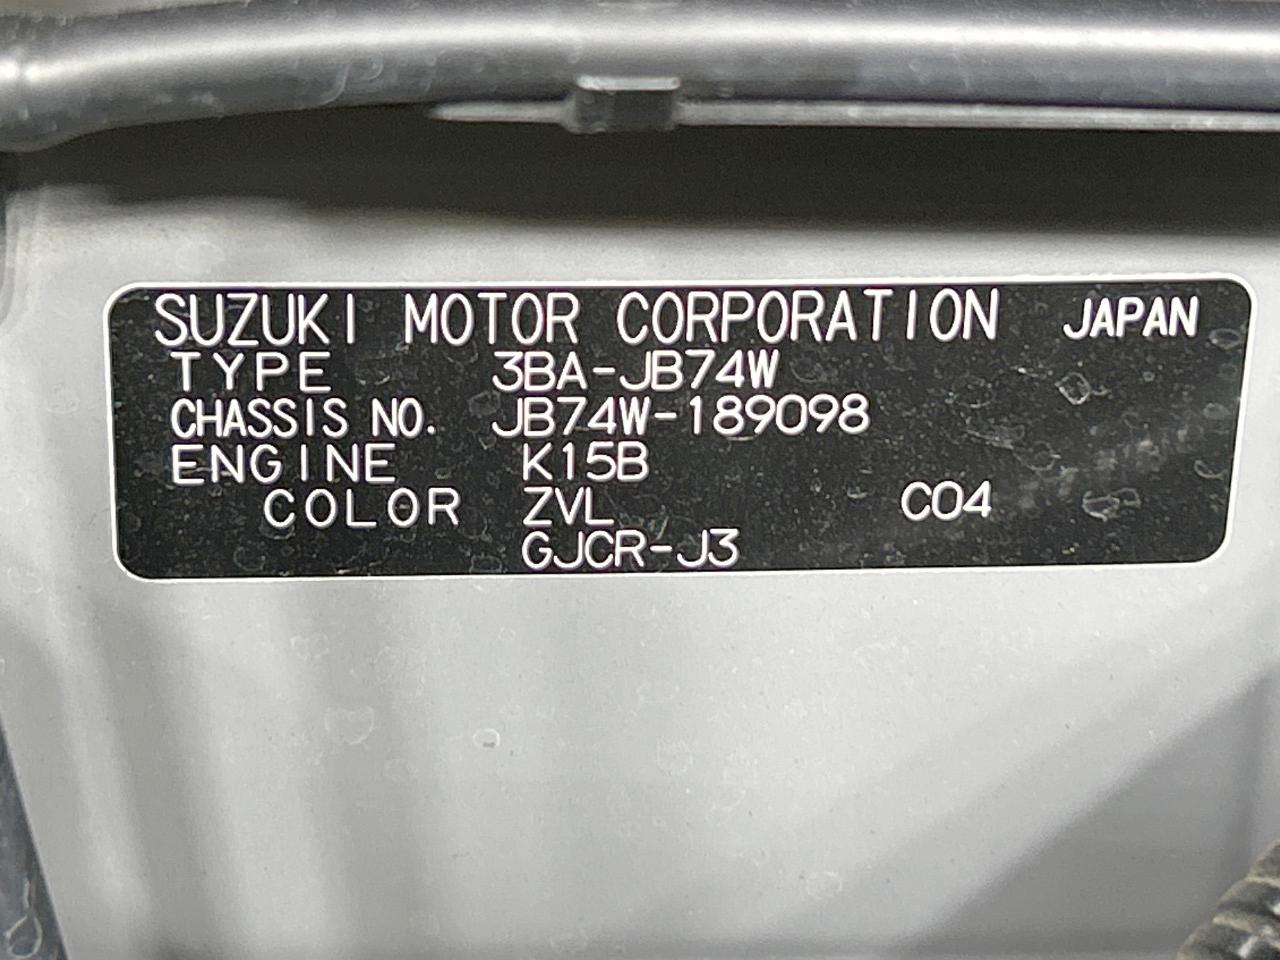 SUZUKI MOTOR CORPORATION JAPAN
TYPE 3BA-JB74W
CHASSIS NO. JB74W-189098
ENGINE K15B
COLOR ZVL C04
GJCR-J3